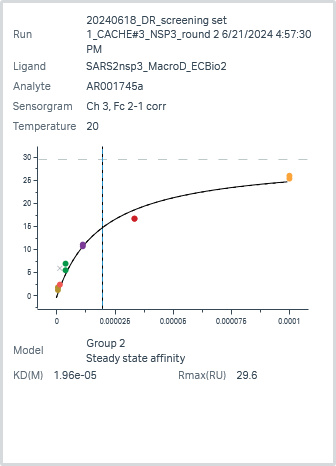 20240618_DR_screening set
Run 1_CACHE#3_NSP3_round 2 6/21/2024 4:57:30
PM
Ligand SARS2nsp3_MacroD_ECBio2
Analyte AR001745a
Sensorgram Ch 3, Fc 2-1 corr
Temperature 20
30
25
20
15
10
5
0
0 0.000025 0.00005 0.000075 0.0001
Model Group 2
Steady state affinity
KD(M) 1.96e-05 Rmax(RU) 29.6